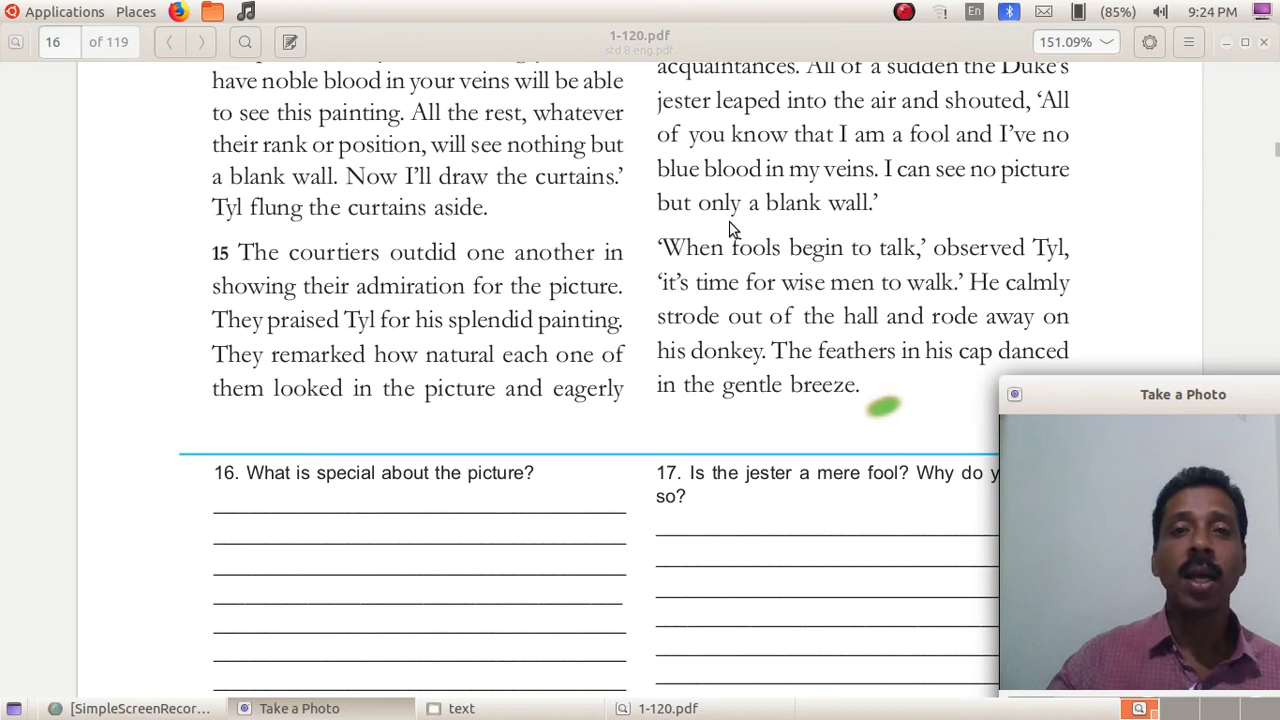 Applications Places En (85%) 9:24 PM
16 of 119 1-120.pdf 151.09%
std 8 eng.pdf
have noble blood in your veins will be able
to see this painting. All the rest, whatever
their rank or position, will see nothing but
a blank wall. Now I'll draw the curtains.'
Tyl flung the curtains aside.
15 The courtiers outdid one another in
showing their admiration for the picture.
They praised Tyl for his splendid painting.
They remarked how natural each one of
them looked in the picture and eagerly
acquaintances. All of a sudden the Duke's
jester leaped into the air and shouted, 'All
of you know that I am a fool and I've no
blue blood in my veins. I can see no picture
but only a blank wall.'
'When fools begin to talk,' observed Tyl,
'it's time for wise men to walk.' He calmly
strode out of the hall and rode away on
his donkey. The feathers in his cap danced
in the gentle breeze.
Take a Photo
16. What is special about the picture?
17. Is the jester a mere fool? Why do y
so?
[SimpleScreenRecor... Take a Photo text 1-120.pdf